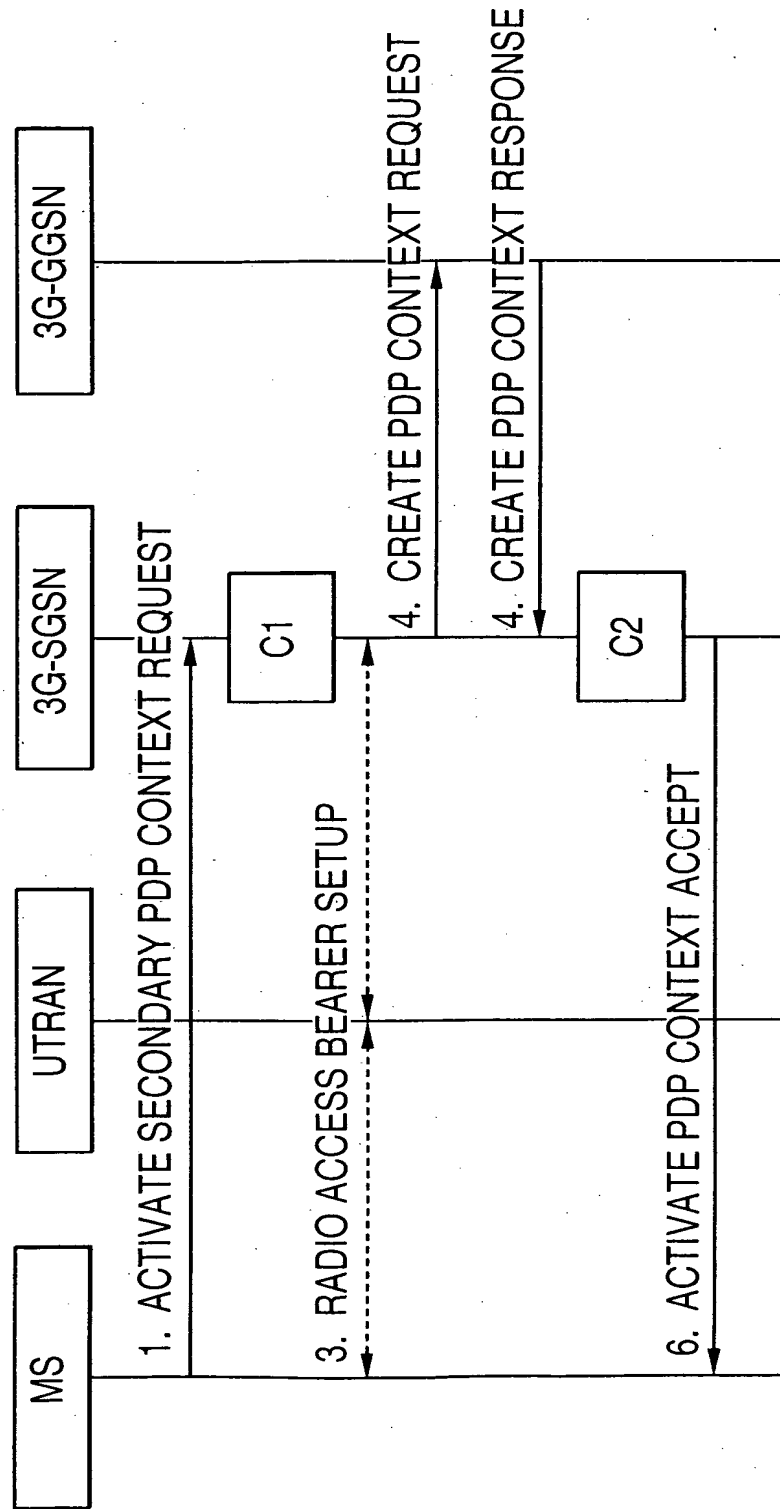 MS
UTRAN
3G-SGSN
3G-GGSN
1. ACTIVATE SECONDARY PDP CONTEXT REQUEST
C1
3. RADIO ACCESS BEARER SETUP
4. CREATE PDP CONTEXT REQUEST
4. CREATE PDP CONTEXT RESPONSE
C2
6. ACTIVATE PDP CONTEXT ACCEPT